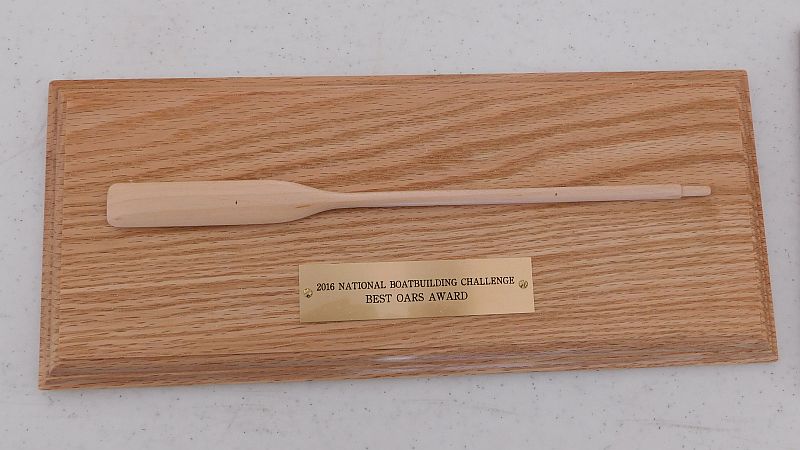 2016 NATIONAL BOATBUILDING CHALLENGE
BEST OARS AWARD